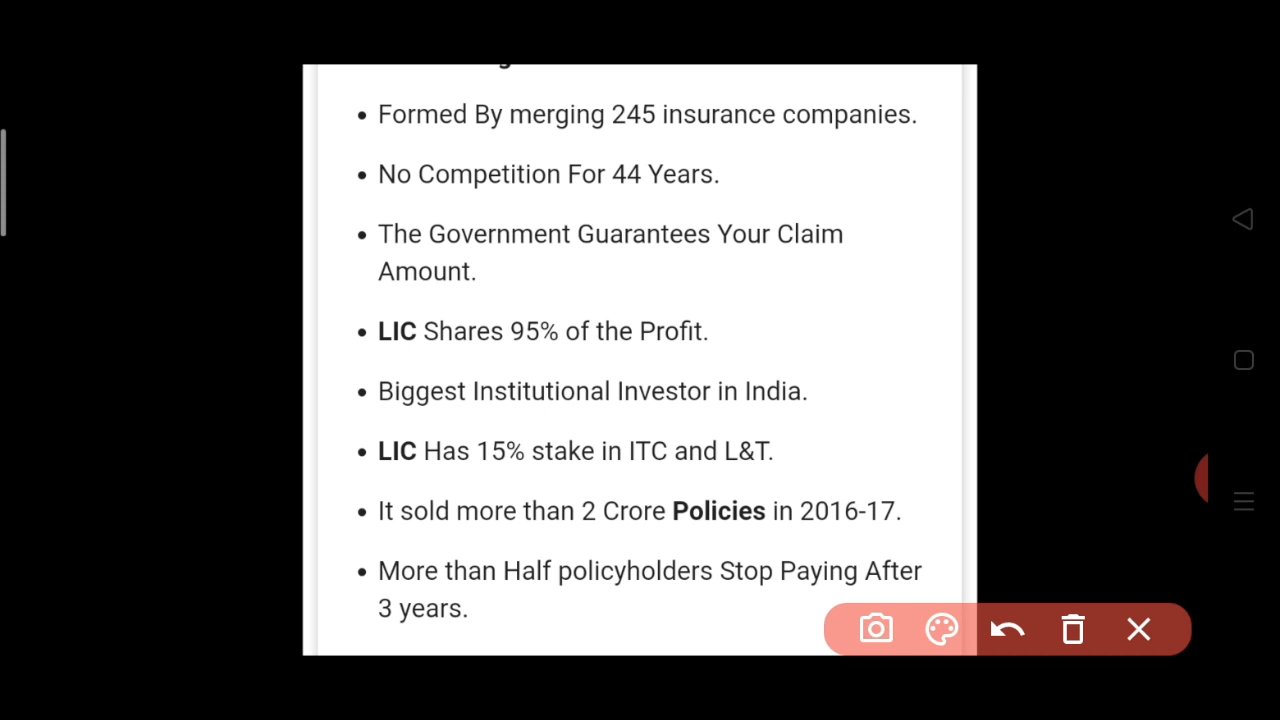 • Formed By merging 245 insurance companies.
• No Competition For 44 Years.
• The Government Guarantees Your Claim
Amount.
• LIC Shares 95% of the Profit.
• Biggest Institutional Investor in India.
• LIC Has 15% stake in ITC and L&T.
• It sold more than 2 Crore Policies in 2016-17.
• More than Half policyholders Stop Paying After
3 years.